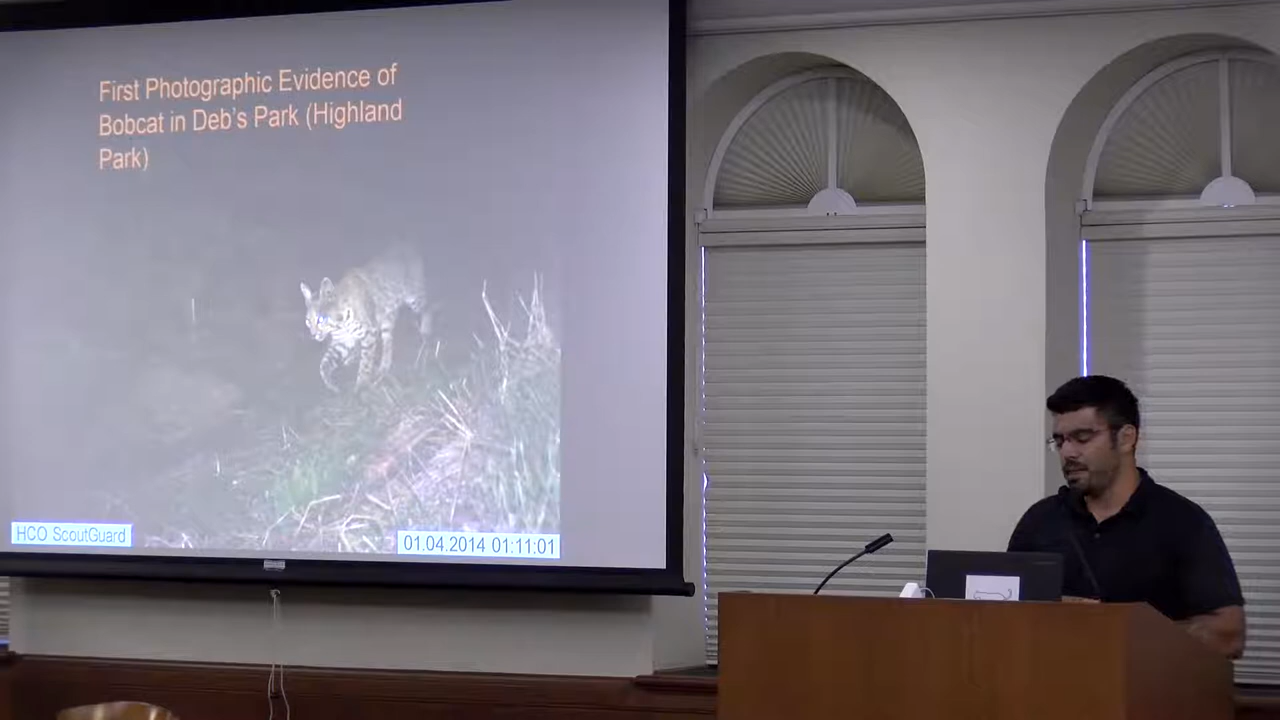 First Photographic Evidence of
Bobcat in Deb's Park (Highland
Park)
HCO ScoutGuard
01.04.2014 01:11:01